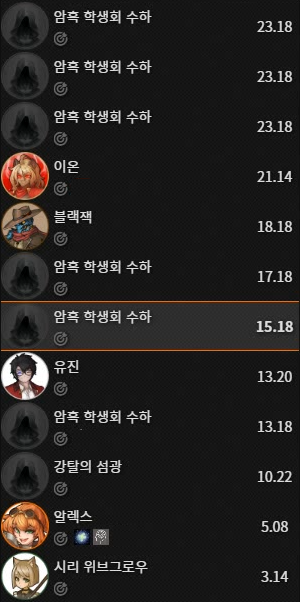 암흑 학생회 수하
23.18
암흑 학생회 수하
23.18
암흑 학생회 수하
23.18
이온
21.14
블랙잭
18.18
암흑 학생회 수하
17.18
암흑 학생회 수하
15.18
유진
13.20
암흑 학생회 수하
13.18
강탈의 섬광
10.22
알렉스
5.08
시리 위브그로우
3.14